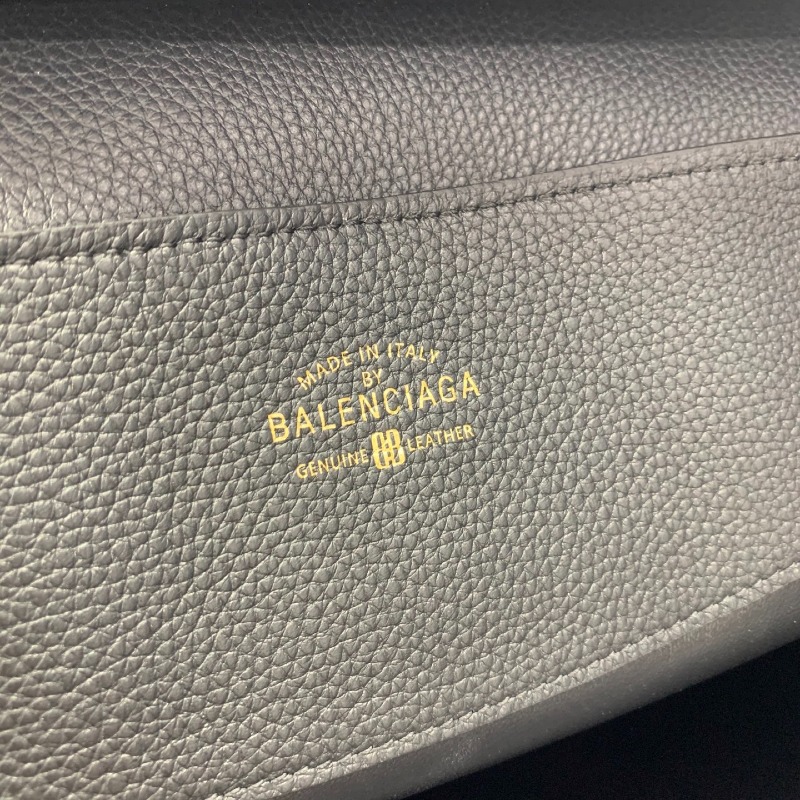 MADE IN ITALY
BY
BALENCIAGA
GENUINE BB LEATHER